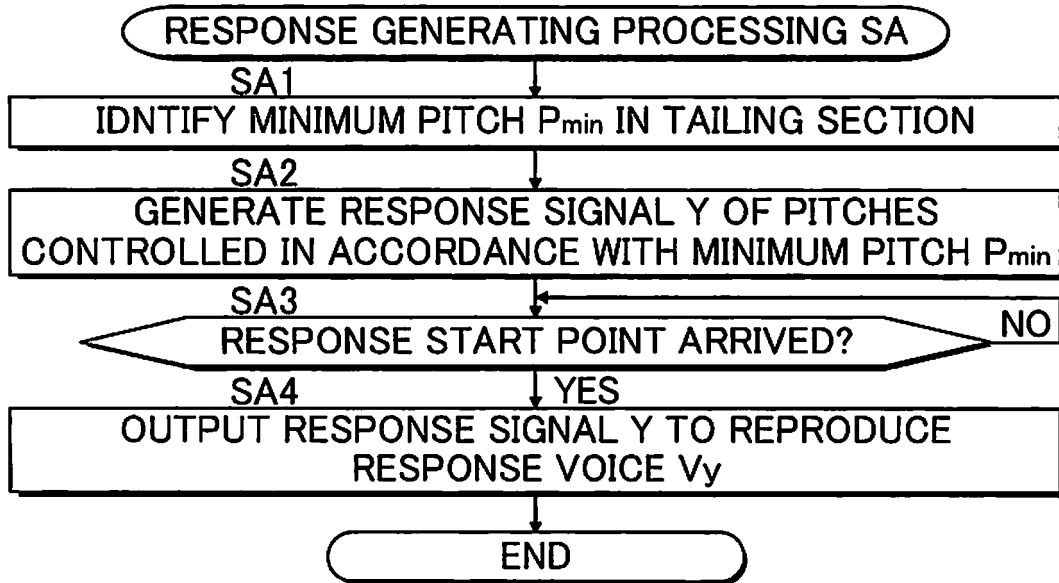 RESPONSE GENERATING PROCESSING SA
SA1
IDNTIFY MINIMUM PITCH Pmin IN TAILING SECTION
SA2
GENERATE RESPONSE SIGNAL Y OF PITCHES
CONTROLLED IN ACCORDANCE WITH MINIMUM PITCH Pmin
SA3
RESPONSE START POINT ARRIVED?
NO
SA4
YES
OUTPUT RESPONSE SIGNAL Y TO REPRODUCE
RESPONSE VOICE Vy
END